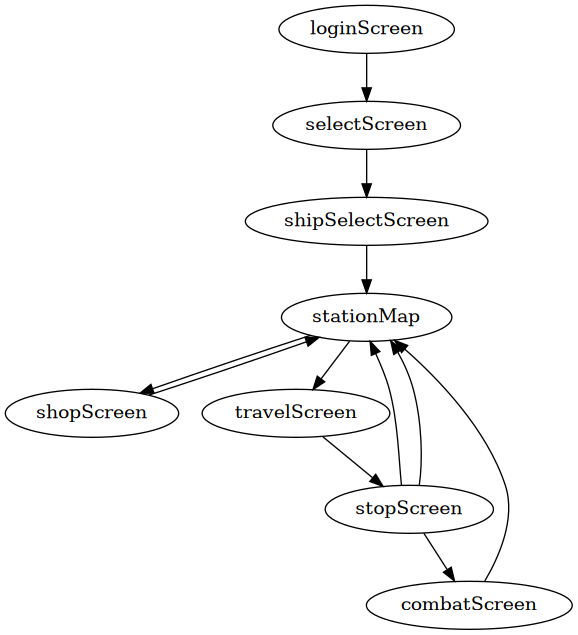 loginScreen
selectScreen
shipSelectScreen
stationMap
shopScreen
travelScreen
stopScreen
combatScreen